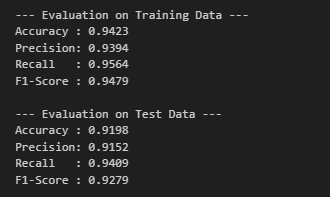 --- Evaluation on Training Data ---
Accuracy : 0.9423
Precision: 0.9394
Recall   : 0.9564
F1-Score : 0.9479

--- Evaluation on Test Data ---
Accuracy : 0.9198
Precision: 0.9152
Recall   : 0.9409
F1-Score : 0.9279